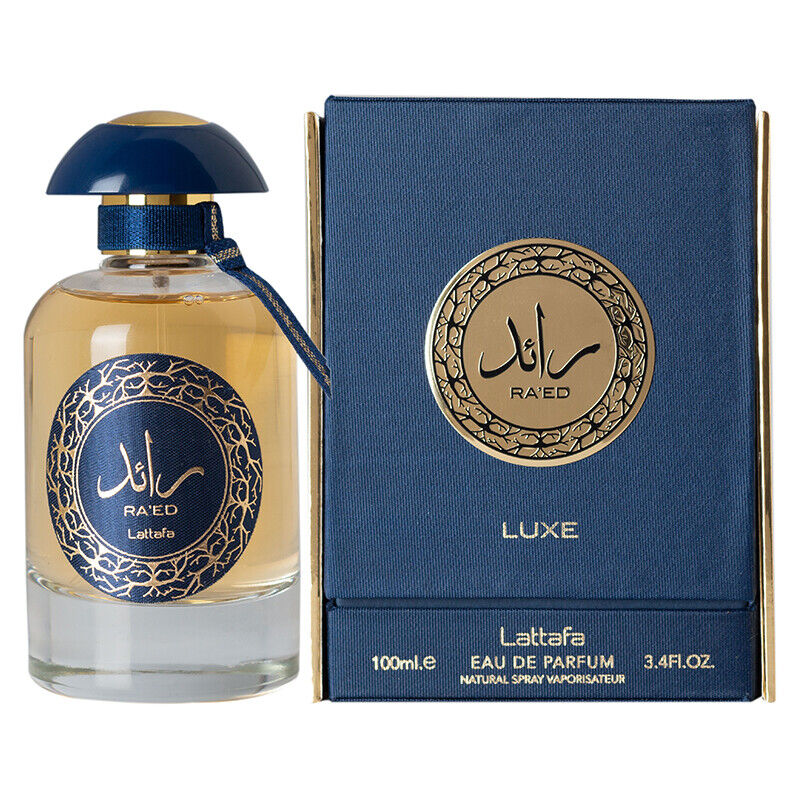 رائد
RA'ED
Lattafa
رائد
RA'ED
LUXE
Lattafa
100ml.e EAU DE PARFUM 3.4Fl.OZ.
NATURAL SPRAY VAPORISATEUR